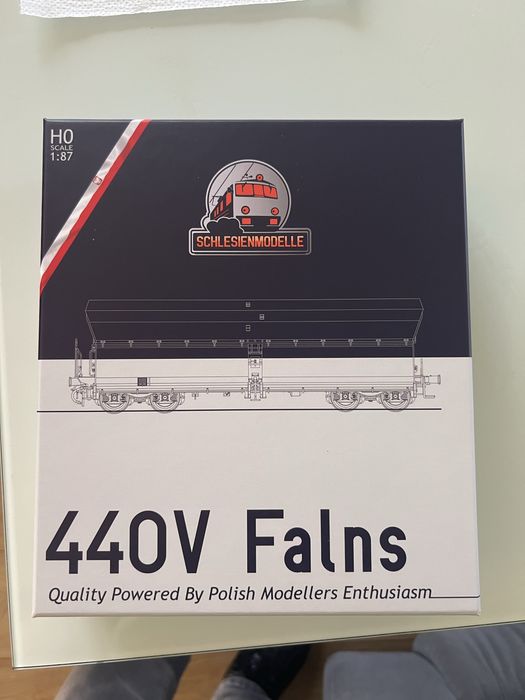 H0
SCALE
1:87
SCHLESIENMODELLE
440V Falns
Quality Powered By Polish Modellers Enthusiasm